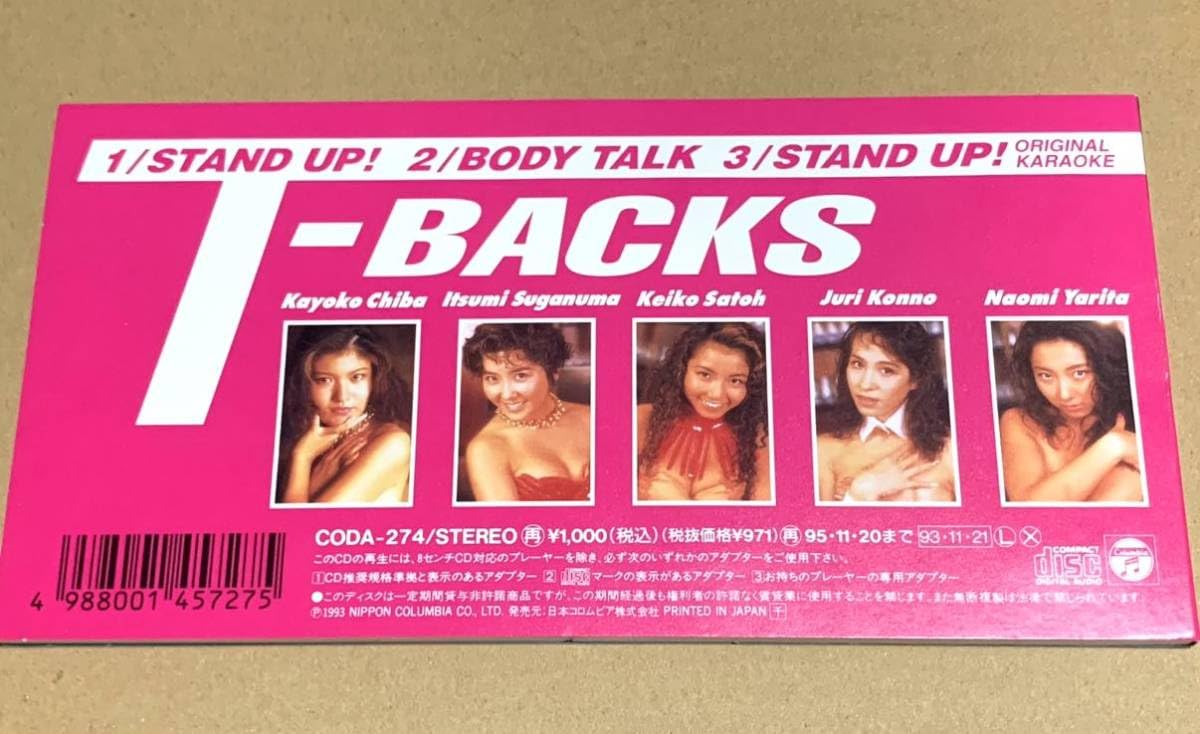 1/STAND UP! 2/BODY TALK 3/STAND UP! ORIGINAL KARAOKE
T-BACKS
Kayoko Chiba Itsumi Suganuma Keiko Satoh Juri Konno Naomi Yarita
CODA-274/STEREO 再 ¥1,000(税込)(税抜価格¥971) 再 95・11・20まで 93・11・21 L X
このCDの再生には、8センチCD対応のプレーヤーを除き、必ず次のいずれかのアダプターをご使用下さい。
1 CD推奨規格準拠と表示のあるアダプター 2 disc マークの表示があるアダプター 3 お持ちのプレーヤーの専用アダプター
●このディスクは一定期間貸与非許諾商品ですが、この期間経過後も権利者の許諾なく賃貸業に使用することを禁じます。また無断複製は法律で禁じられています。
Ⓟ1993 NIPPON COLUMBIA CO., LTD. 発売元:日本コロムビア株式会社 PRINTED IN JAPAN 千
4 988001 457275
COMPACT disc DIGITAL AUDIO
Columbia